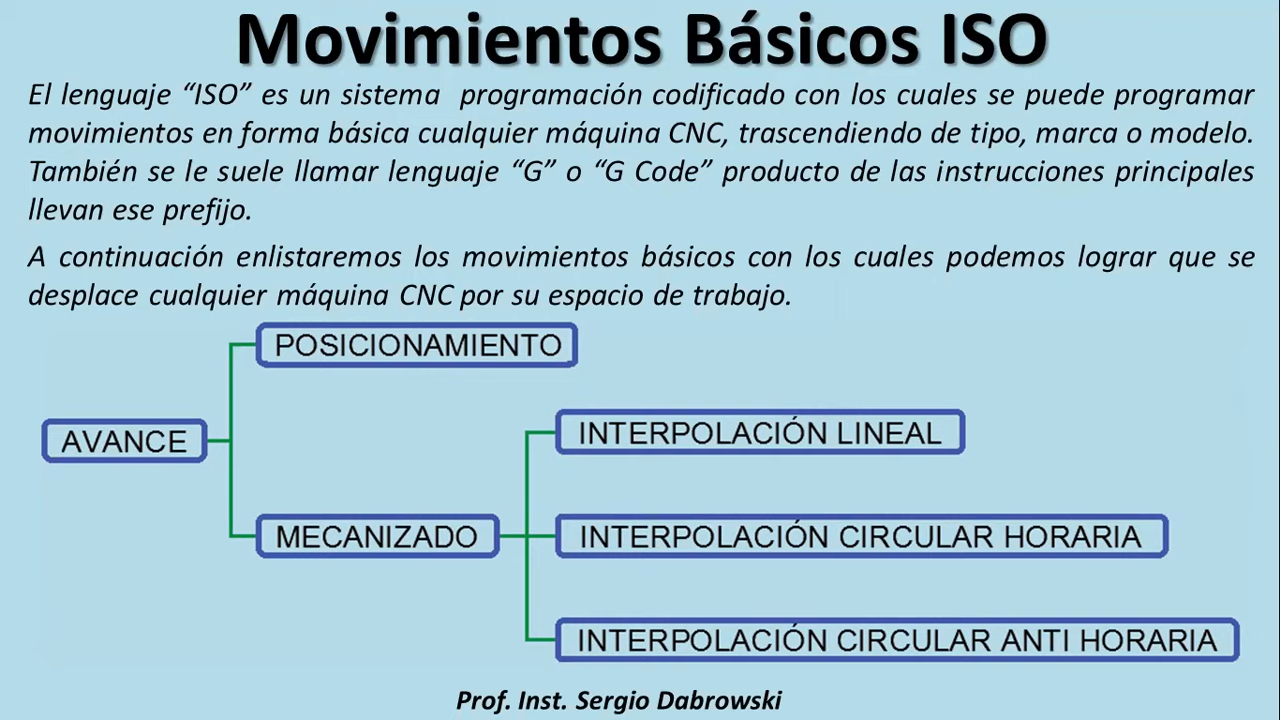 Movimientos Básicos ISO
El lenguaje “ISO” es un sistema programación codificado con los cuales se puede programar
movimientos en forma básica cualquier máquina CNC, trascendiendo de tipo, marca o modelo.
También se le suele llamar lenguaje “G” o “G Code” producto de las instrucciones principales
llevan ese prefijo.
A continuación enlistaremos los movimientos básicos con los cuales podemos lograr que se
desplace cualquier máquina CNC por su espacio de trabajo.
POSICIONAMIENTO
AVANCE
INTERPOLACIÓN LINEAL
MECANIZADO
INTERPOLACIÓN CIRCULAR HORARIA
INTERPOLACIÓN CIRCULAR ANTI HORARIA
Prof. Inst. Sergio Dabrowski